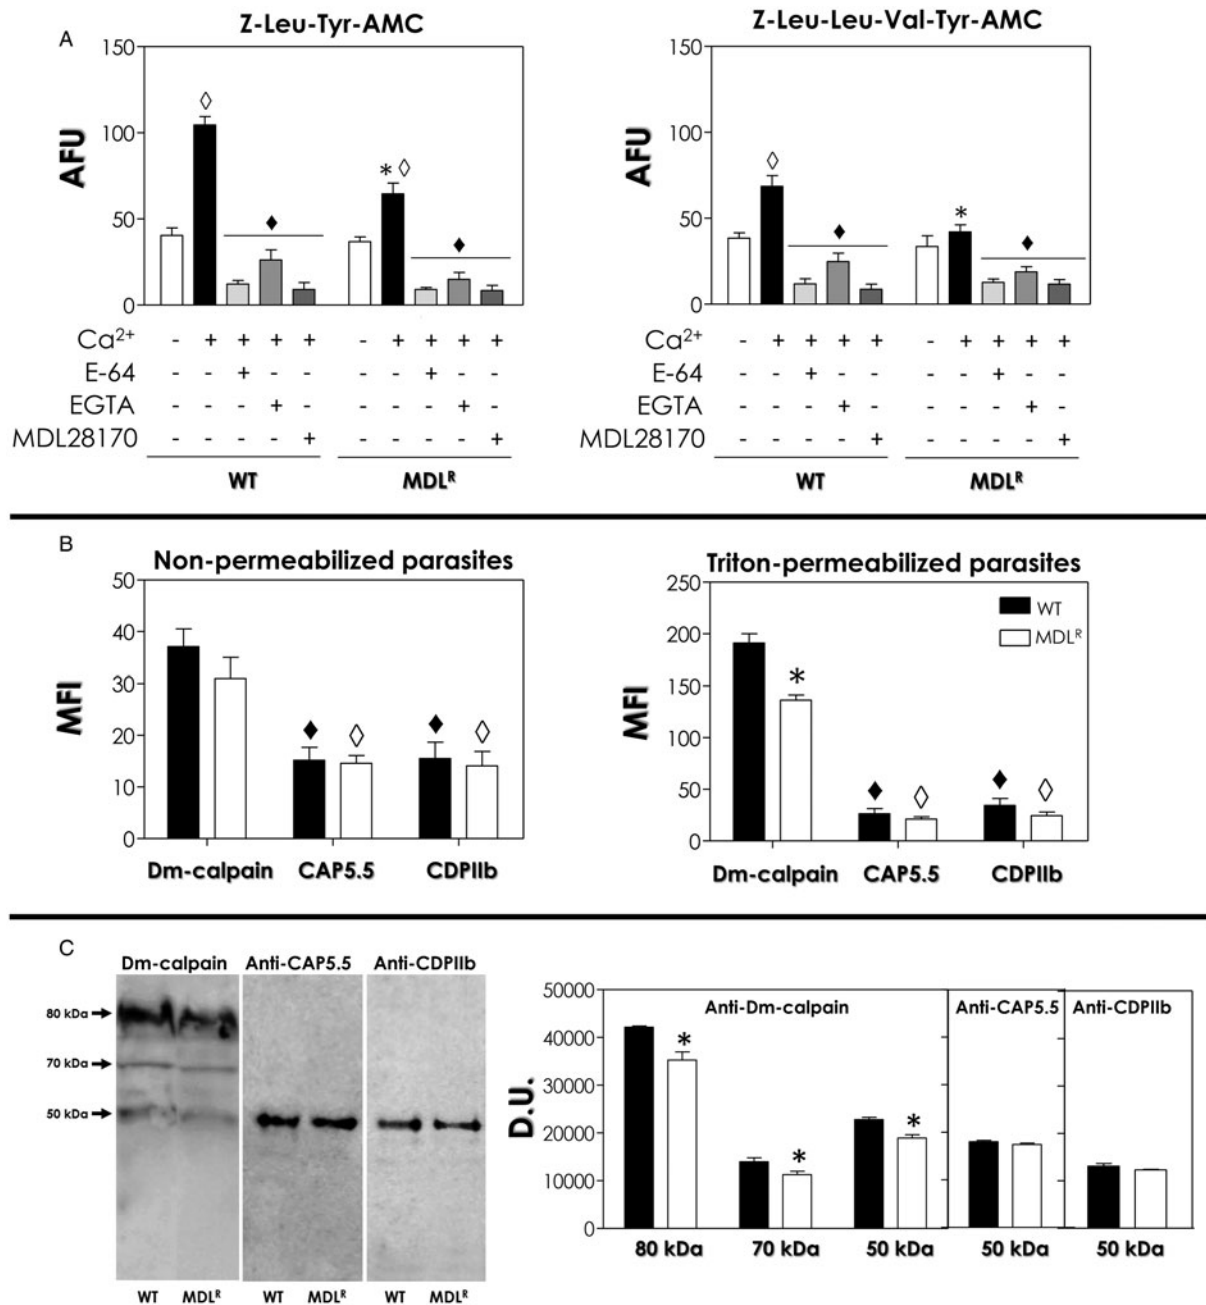 A
Z-Leu-Tyr-AMC
AFU
150
100
50
0
Ca²⁺ - + + + + - + + + +
E-64 - - + - - - - + - -
EGTA - - - + - - - - + -
MDL28170 - - - - + - - - - +
WT MDLᴿ
* ◊
Z-Leu-Leu-Val-Tyr-AMC
AFU
150
100
50
0
*
Ca²⁺ - + + + + - + + + +
E-64 - - + - - - - + - -
EGTA - - - + - - - - + -
MDL28170 - - - - + - - - - +
WT MDLᴿ
B
Non-permeabilized parasites
MFI
50
40
30
20
10
0
Dm-calpain CAP5.5 CDPIIb
Triton-permeabilized parasites
MFI
250
200
150
100
50
0
WT
MDLᴿ
*
Dm-calpain CAP5.5 CDPIIb
C
Dm-calpain Anti-CAP5.5 Anti-CDPIIb
80 kDa
70 kDa
50 kDa
WT MDLᴿ WT MDLᴿ WT MDLᴿ
D.U.
50000
40000
30000
20000
10000
0
Anti-Dm-calpain Anti-CAP5.5 Anti-CDPIIb
* * *
80 kDa 70 kDa 50 kDa 50 kDa 50 kDa